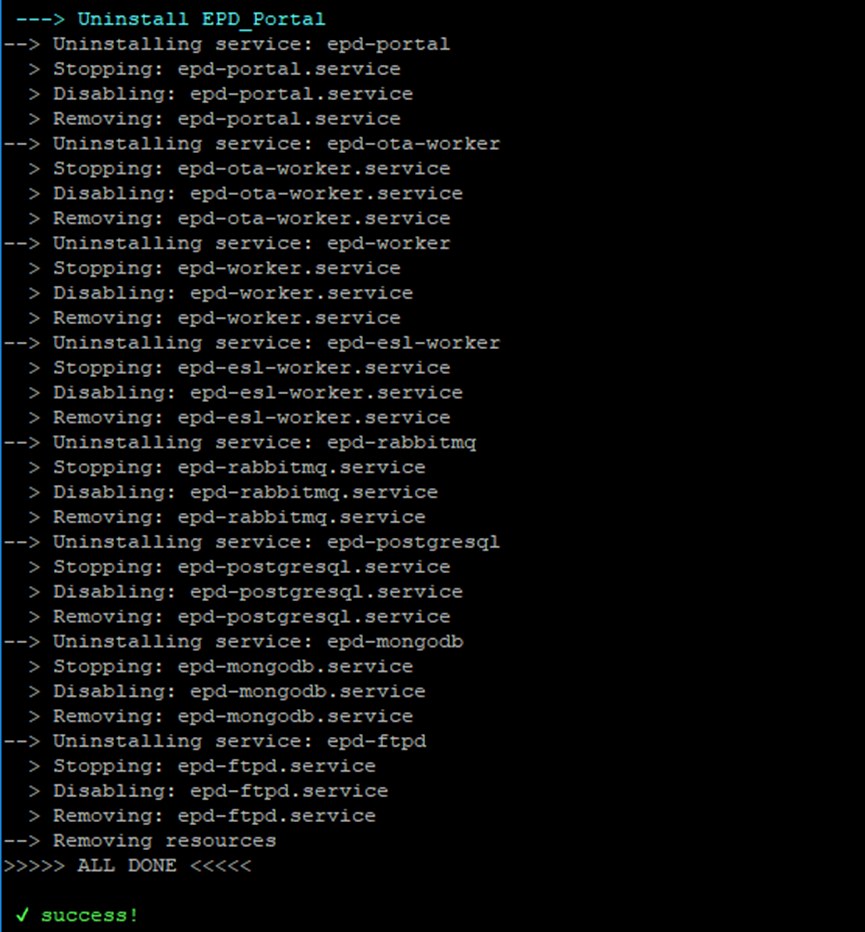 ---> Uninstall EPD_Portal
--> Uninstalling service: epd-portal
> Stopping: epd-portal.service
> Disabling: epd-portal.service
> Removing: epd-portal.service
--> Uninstalling service: epd-ota-worker
> Stopping: epd-ota-worker.service
> Disabling: epd-ota-worker.service
> Removing: epd-ota-worker.service
--> Uninstalling service: epd-worker
> Stopping: epd-worker.service
> Disabling: epd-worker.service
> Removing: epd-worker.service
--> Uninstalling service: epd-esl-worker
> Stopping: epd-esl-worker.service
> Disabling: epd-esl-worker.service
> Removing: epd-esl-worker.service
--> Uninstalling service: epd-rabbitmq
> Stopping: epd-rabbitmq.service
> Disabling: epd-rabbitmq.service
> Removing: epd-rabbitmq.service
--> Uninstalling service: epd-postgresql
> Stopping: epd-postgresql.service
> Disabling: epd-postgresql.service
> Removing: epd-postgresql.service
--> Uninstalling service: epd-mongodb
> Stopping: epd-mongodb.service
> Disabling: epd-mongodb.service
> Removing: epd-mongodb.service
--> Uninstalling service: epd-ftpd
> Stopping: epd-ftpd.service
> Disabling: epd-ftpd.service
> Removing: epd-ftpd.service
--> Removing resources
>>>>> ALL DONE <<<<<
✓ success!